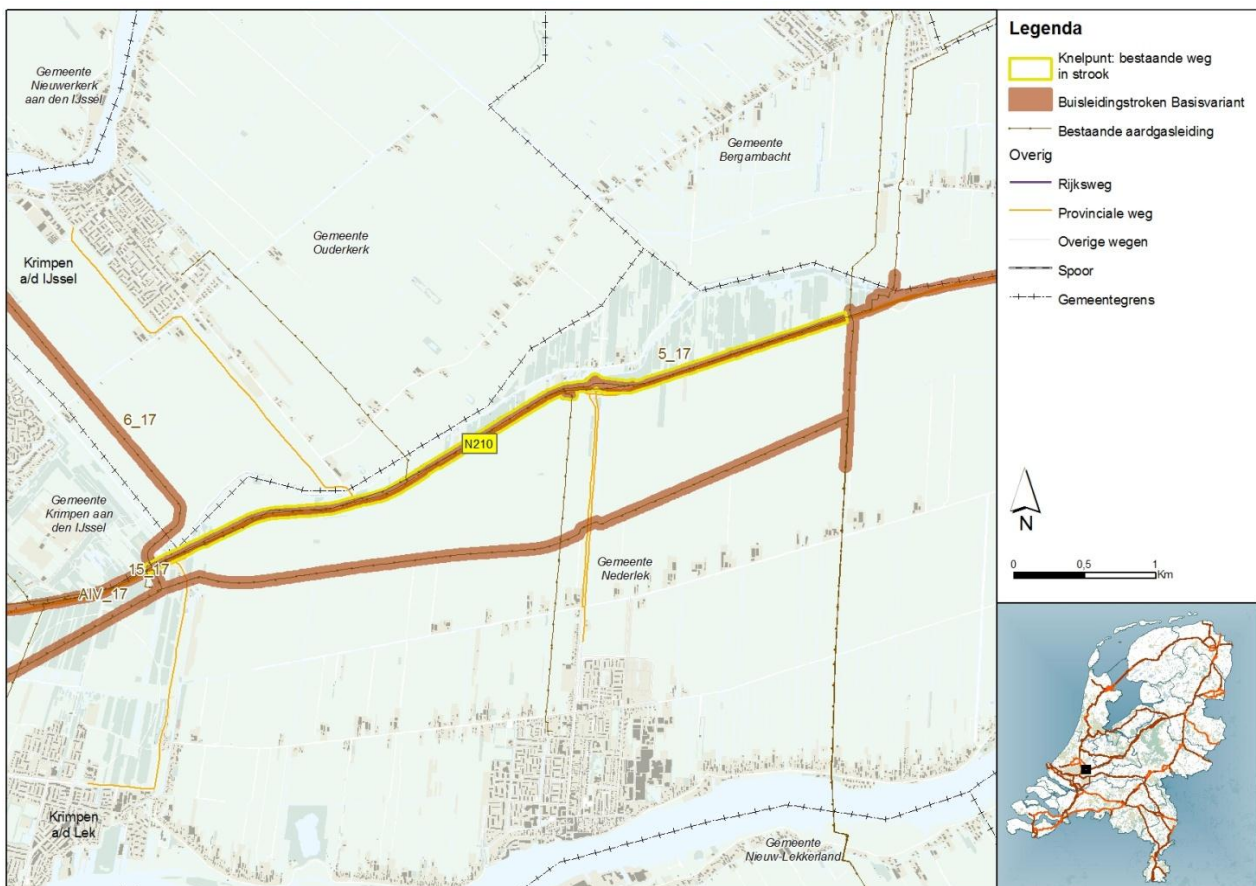 Gemeente
Nieuwerkerk
aan den IJssel
Gemeente
Bergambacht
Gemeente
Ouderkerk
Krimpen
a/d IJssel
5_17
6_17
N210
Gemeente
Krimpen aan
den IJssel
15_17
AIV_17
Gemeente
Nederlek
Krimpen
a/d Lek
Gemeente
Nieuw-Lekkerland
Legenda
Knelpunt: bestaande weg
in strook
Buisleidingstroken Basisvariant
Bestaande aardgasleiding
Overig
Rijksweg
Provinciale weg
Overige wegen
Spoor
Gemeentegrens
N
0 0,5 1
Km